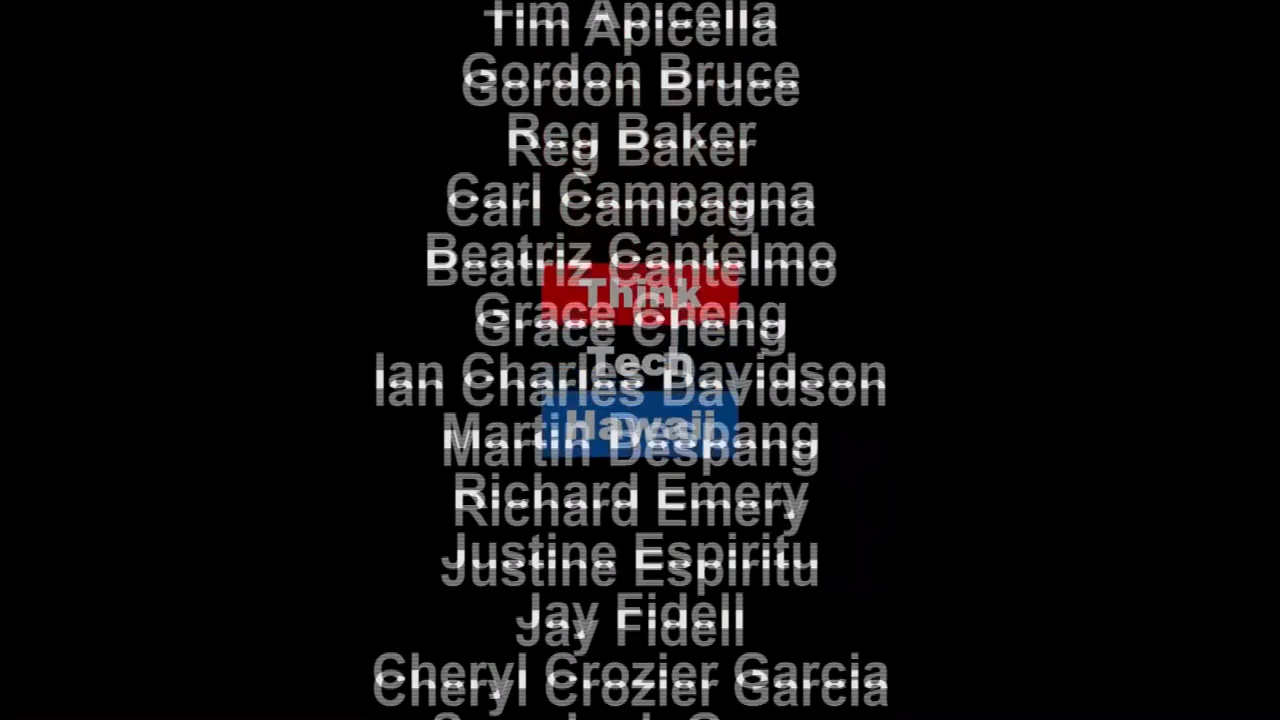 Tim Apicella
Gordon Bruce
Reg Baker
Carl Campagna
Beatriz Cantelmo
Think
Grace Cheng
Tech
Ian Charles Davidson
Hawaii
Martin Despang
Richard Emery
Justine Espiritu
Jay Fidell
Cheryl Crozier Garcia